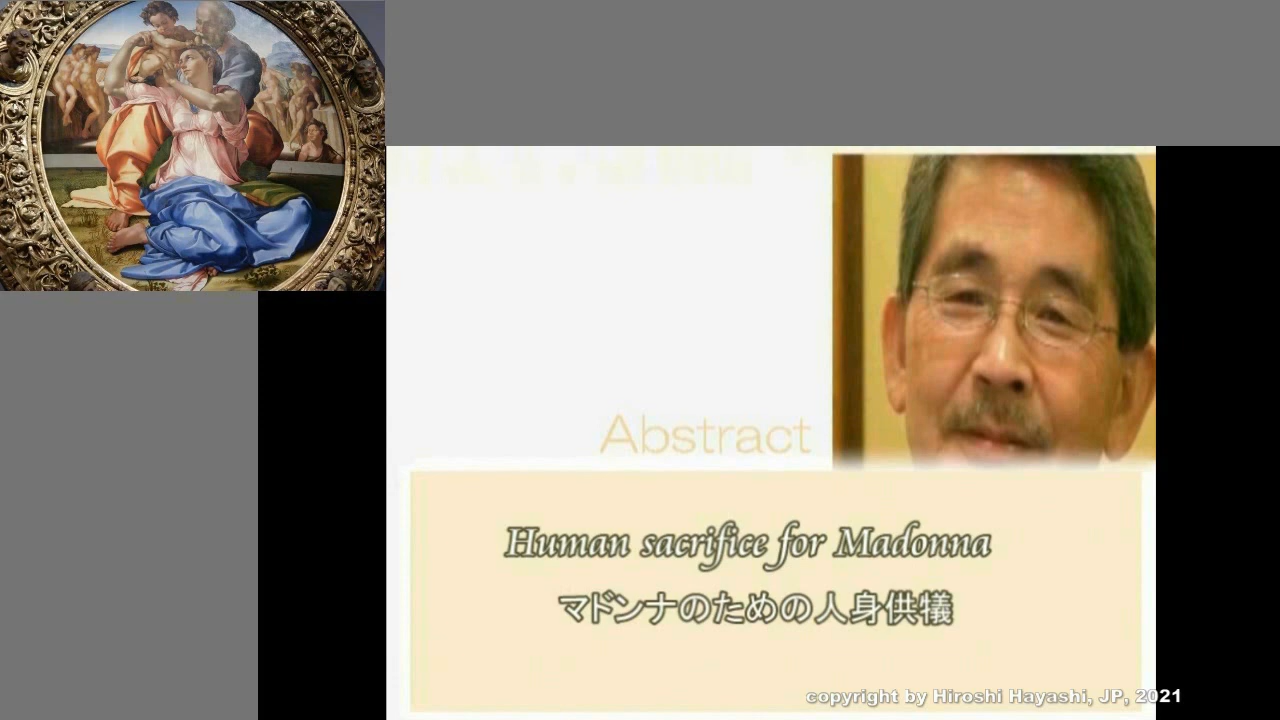 Abstract
Human sacrifice for Madonna
マドンナのための人身供犠
copyright by Hiroshi Hayashi, JP, 2021